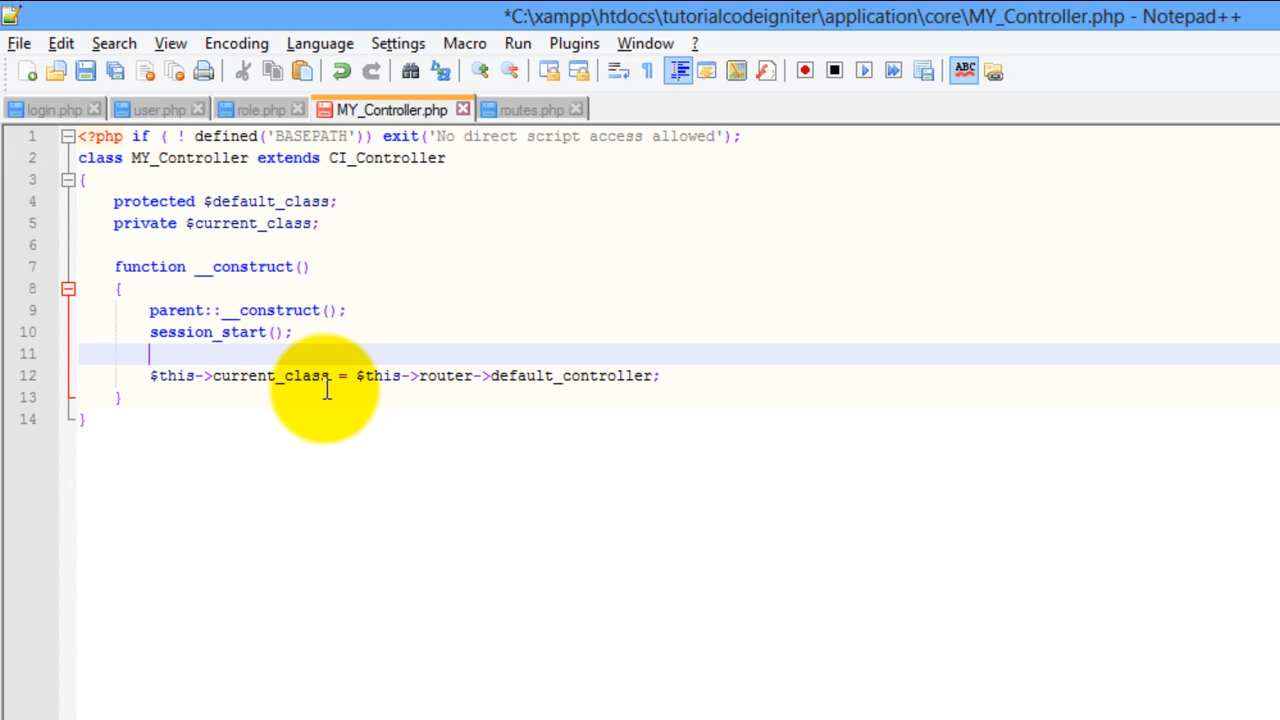 *C:\xampp\htdocs\tutorialcodeigniter\application\core\MY_Controller.php - Notepad++
File Edit Search View Encoding Language Settings Macro Run Plugins Window ?
login.php user.php role.php MY_Controller.php routes.php
1 <?php if ( ! defined('BASEPATH')) exit('No direct script access allowed');
2 class MY_Controller extends CI_Controller
3 {
4 protected $default_class;
5 private $current_class;
6
7 function __construct()
8 {
9 parent::__construct();
10 session_start();
11
12 $this->current_class = $this->router->default_controller;
13 }
14 }